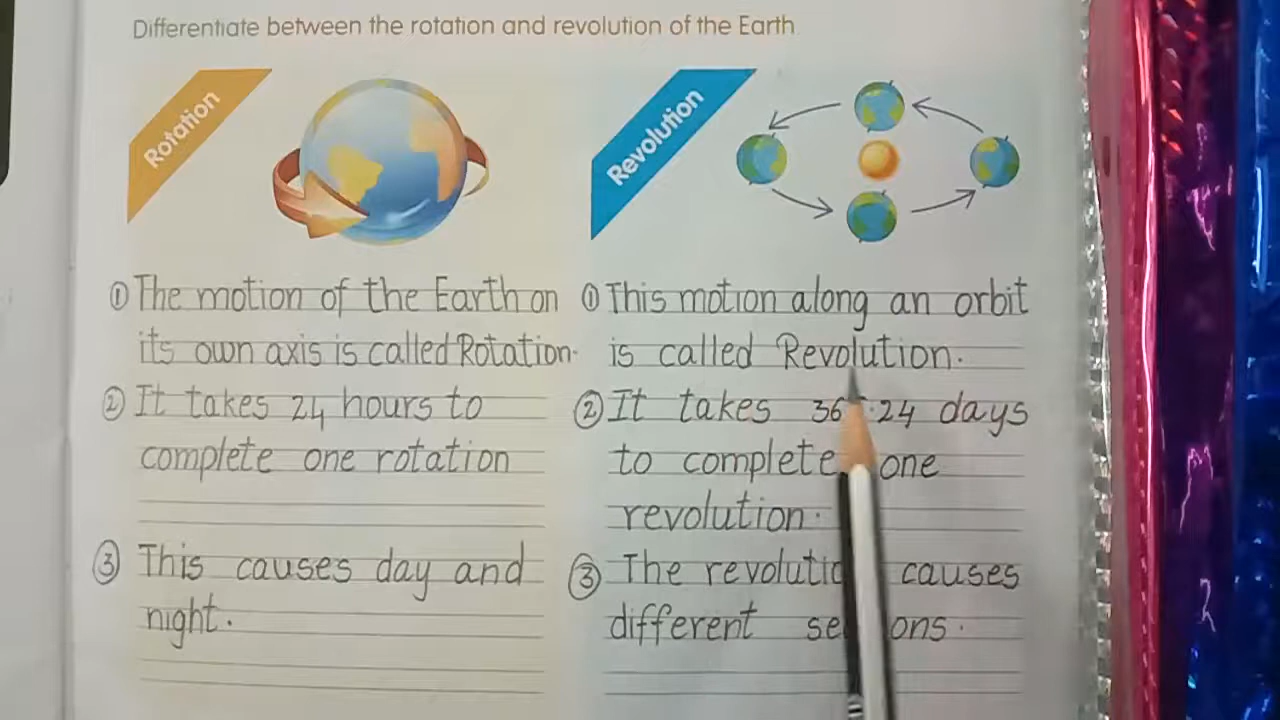 Differentiate between the rotation and revolution of the Earth
Rotation
① The motion of the Earth on
its own axis is called Rotation.
② It takes 24 hours to
complete one rotation
③ This causes day and
night.
Revolution
① This motion along an orbit
is called Revolution.
② It takes 24 days
to complete one
revolution.
③ The causes
different